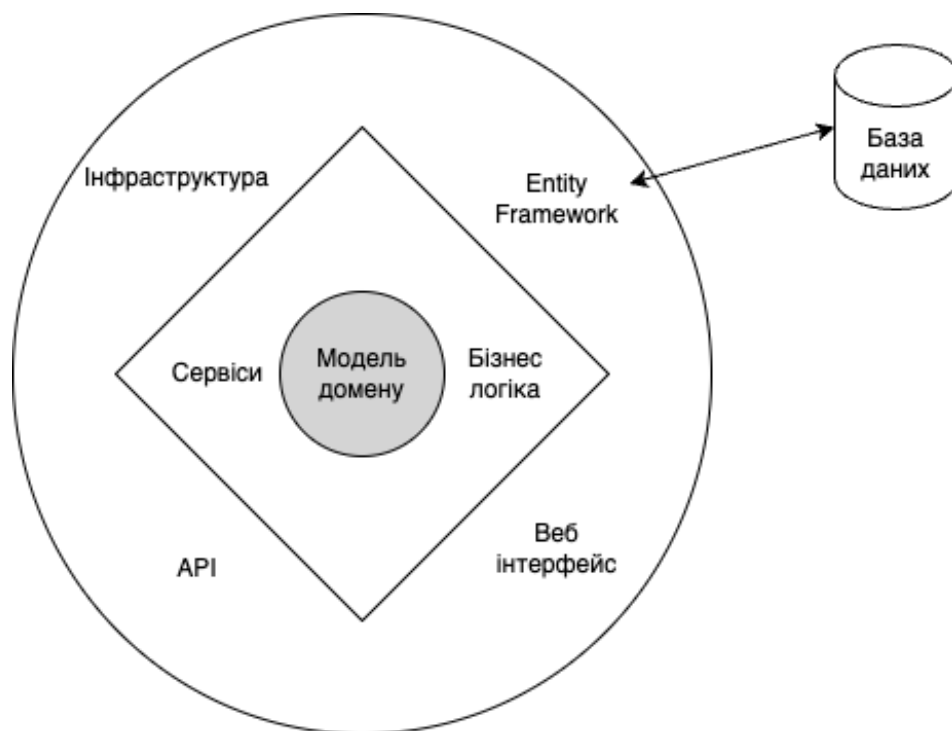 База
даних
Інфраструктура
Entity
Framework
Сервіси
Модель
домену
Бізнес
логіка
API
Веб
інтерфейс